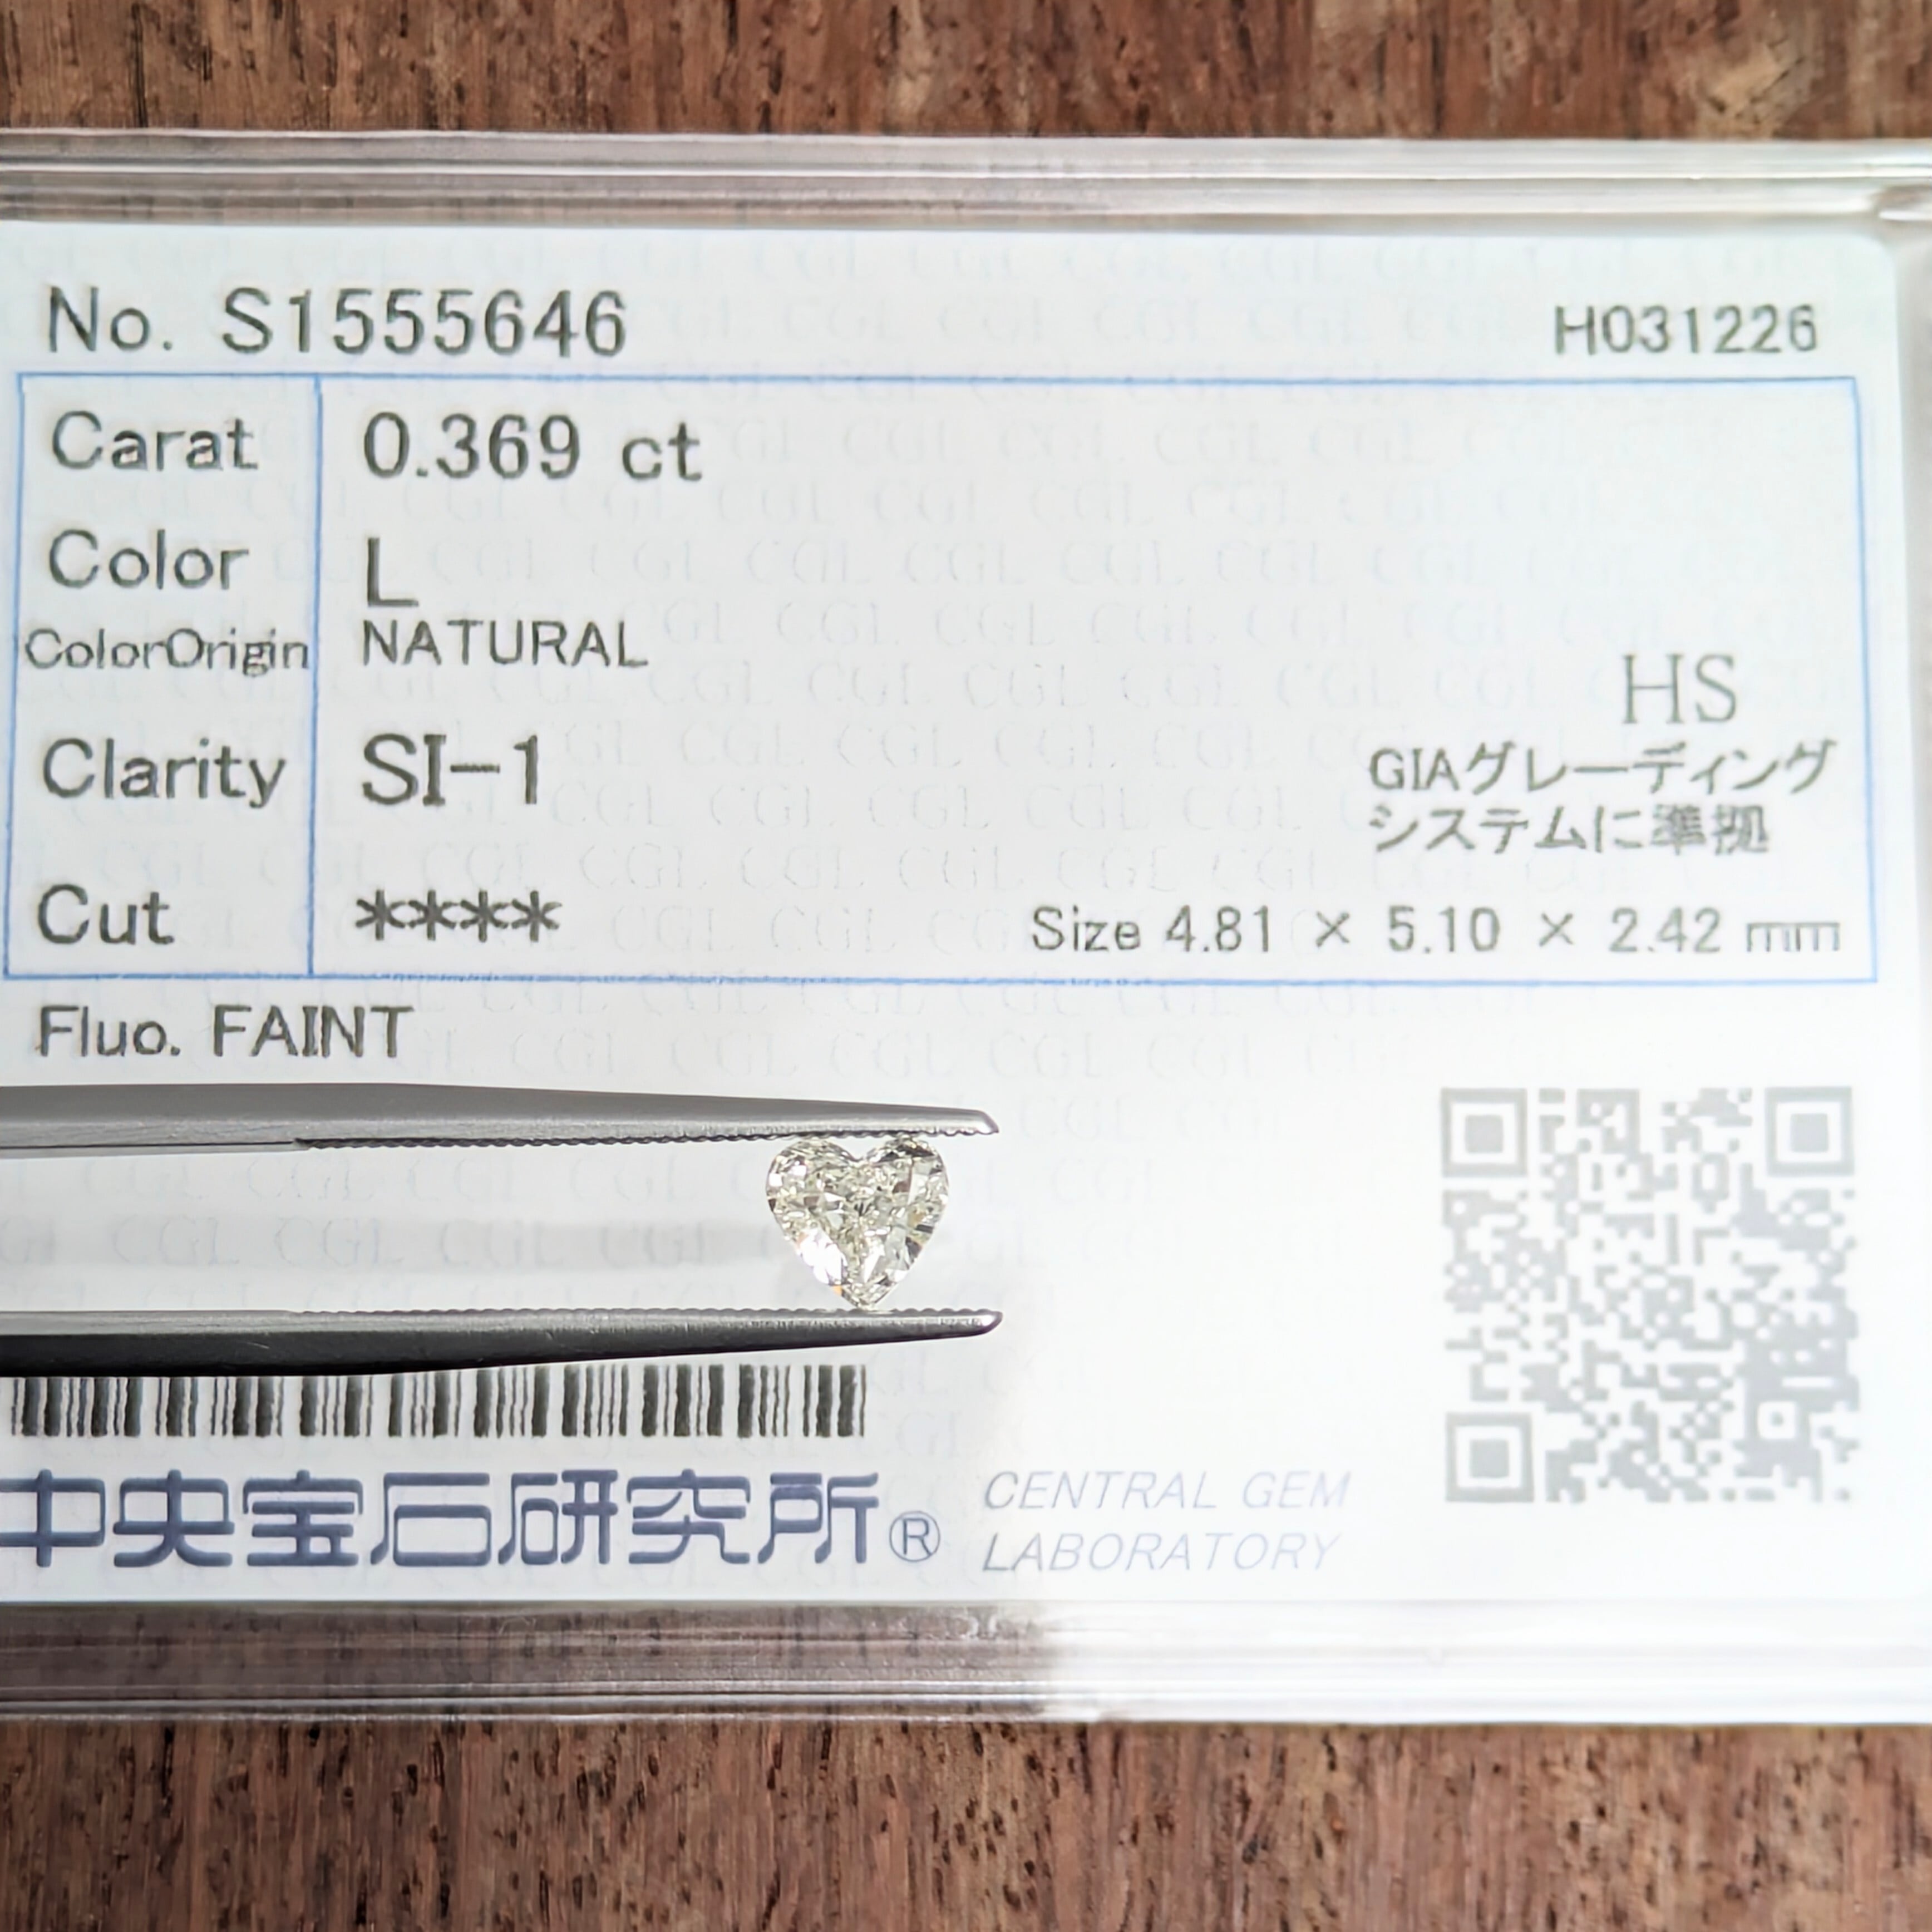 No. S1555646
H031226
Carat 0.369 ct
Color L
ColorOrigin NATURAL
HS
Clarity SI-1
GIAグレーディング
システムに準拠
Cut ****
Size 4.81 × 5.10 × 2.42 mm
Fluo. FAINT
中央宝石研究所®
CENTRAL GEM
LABORATORY